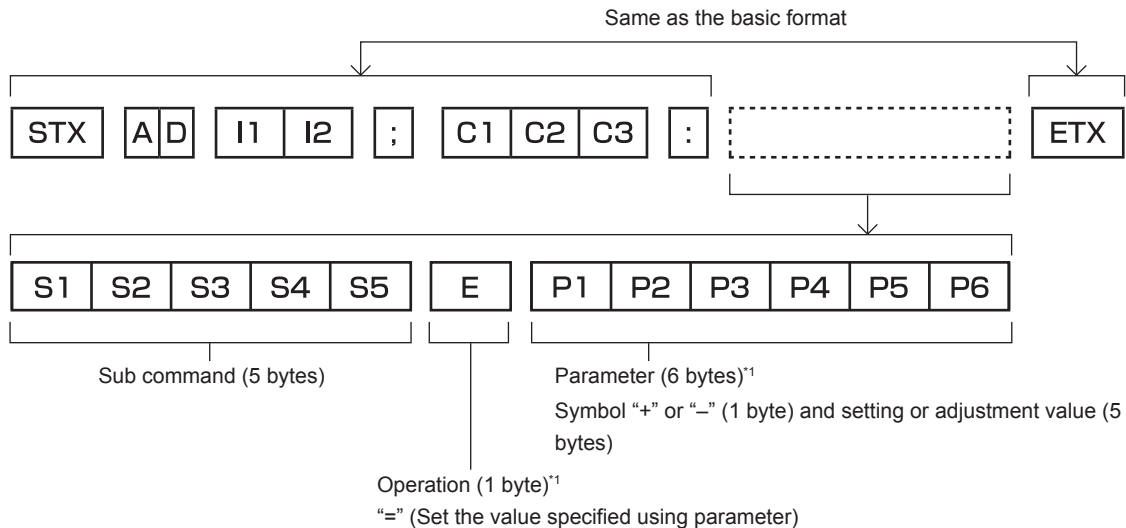 Same as the basic format
STX A D I1 I2 ; C1 C2 C3 : ETX
S1 S2 S3 S4 S5 E P1 P2 P3 P4 P5 P6
Sub command (5 bytes)
Parameter (6 bytes)*1
Symbol “+” or “–” (1 byte) and setting or adjustment value (5
bytes)
Operation (1 byte)*1
“=” (Set the value specified using parameter)